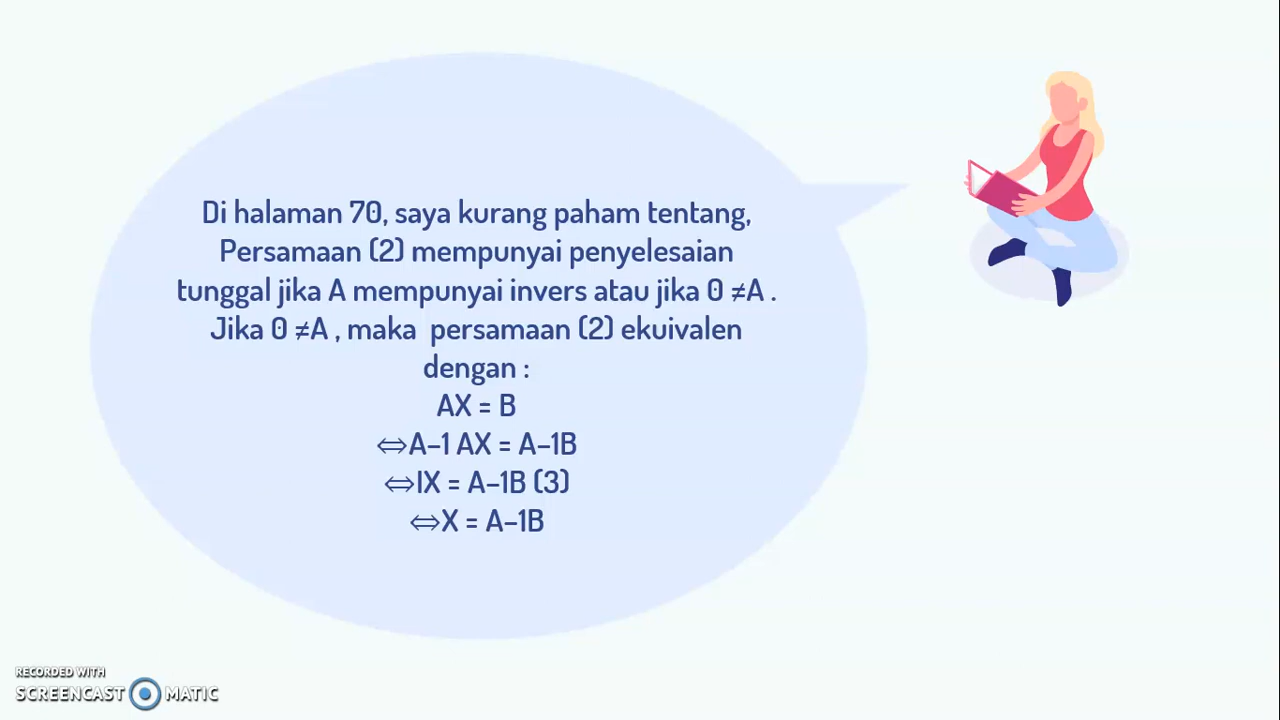 Di halaman 70, saya kurang paham tentang,
Persamaan (2) mempunyai penyelesaian
tunggal jika A mempunyai invers atau jika 0 ≠A .
Jika 0 ≠A , maka  persamaan (2) ekuivalen
dengan :
AX = B
⇔A–1 AX = A–1B
⇔IX = A–1B (3)
⇔X = A–1B
RECORDED WITH
SCREENCAST MATIC